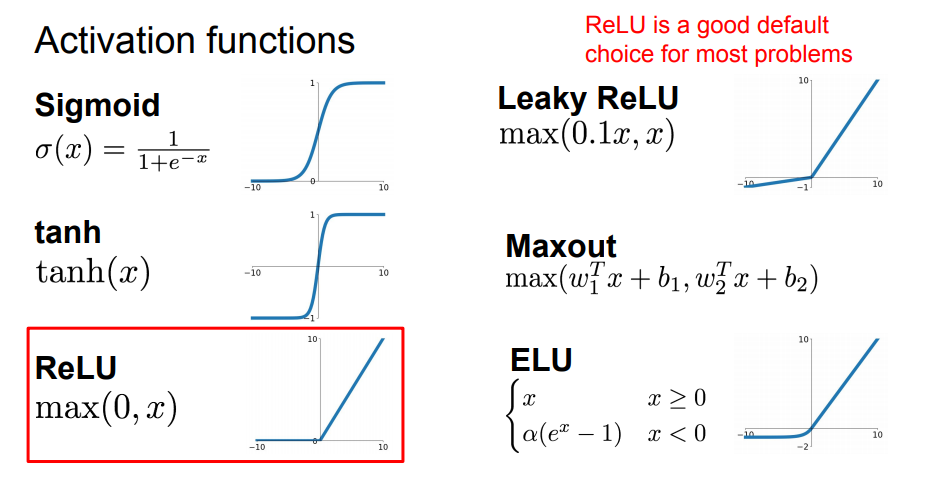 Activation functions
ReLU is a good default
choice for most problems
Sigmoid
σ(x) = 1/(1+e^{-x})
1
-10
0
10
tanh
tanh(x)
1
-10
10
-1
ReLU
max(0, x)
10
-10
0
10
Leaky ReLU
max(0.1x, x)
10
-10
-1
10
Maxout
max(w_1^T x + b_1, w_2^T x + b_2)
ELU
{ x x ≥ 0
α(e^x − 1) x < 0
10
-10
-2
10